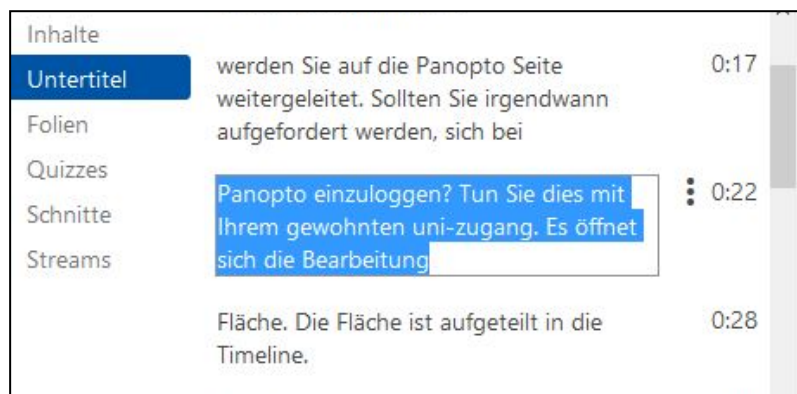 Inhalte
Untertitel
Folien
Quizzes
Schnitte
Streams
werden Sie auf die Panopto Seite
weitergeleitet. Sollten Sie irgendwann
aufgefordert werden, sich bei
0:17
Panopto einzuloggen? Tun Sie dies mit
Ihrem gewohnten uni-zugang. Es öffnet
sich die Bearbeitung
0:22
Fläche. Die Fläche ist aufgeteilt in die
Timeline.
0:28